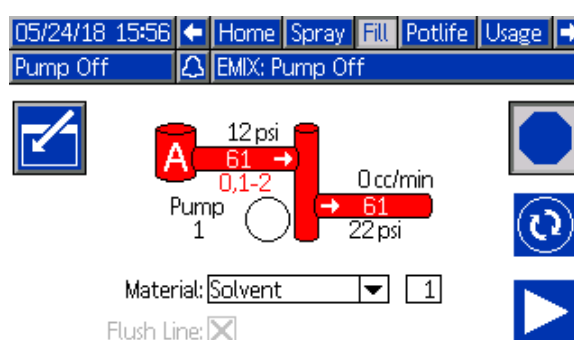 05/24/18 15:56 Home Spray Fill Potlife Usage
Pump Off EMIX: Pump Off
12 psi
A 61
0,1-2 0 cc/min
Pump 61
1 22 psi
Material: Solvent 1
Flush Line: